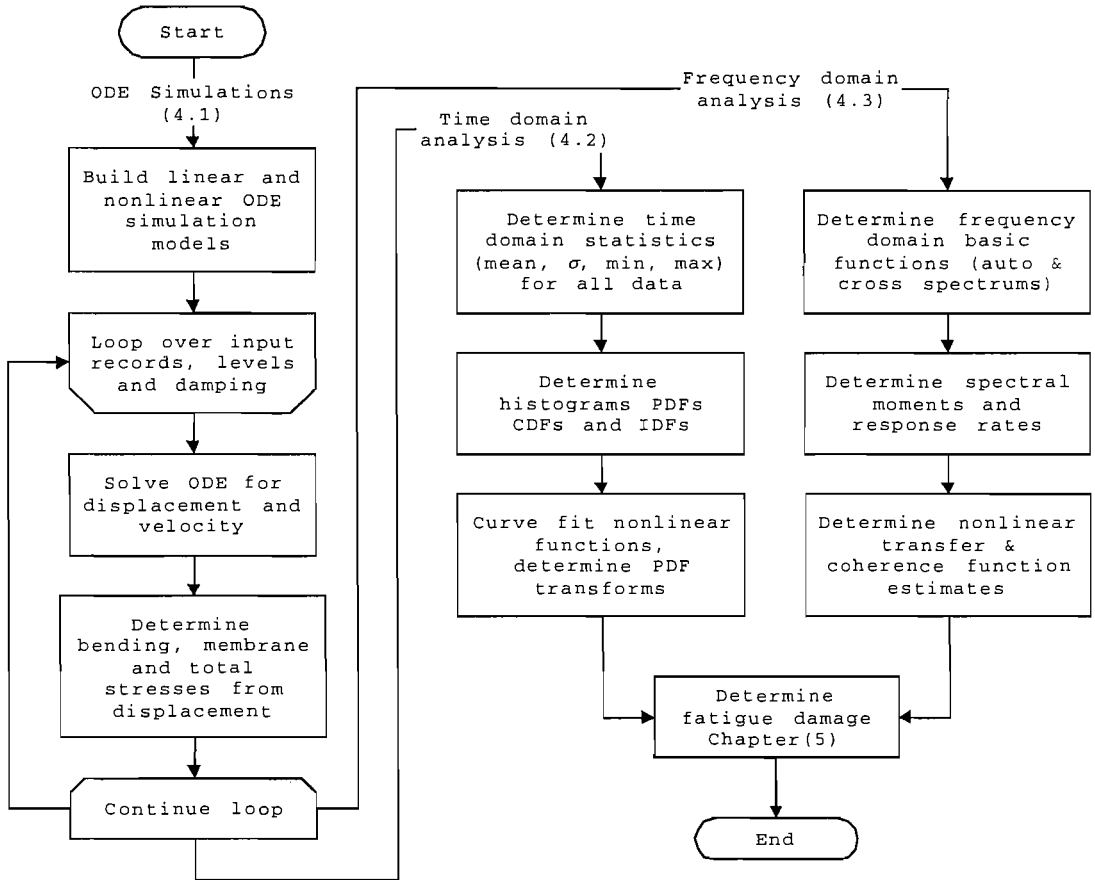 Start
ODE Simulations
(4.1)
Build linear and
nonlinear ODE
simulation
models
Loop over input
records, levels
and damping
Solve ODE for
displacement and
velocity
Determine
bending, membrane
and total
stresses from
displacement
Continue loop
Time domain
analysis (4.2)
Determine time
domain statistics
(mean, σ, min, max)
for all data
Determine
histograms PDFs
CDFs and IDFs
Curve fit nonlinear
functions,
determine PDF
transforms
Frequency domain
analysis (4.3)
Determine frequency
domain basic
functions (auto &
cross spectrums)
Determine spectral
moments and
response rates
Determine nonlinear
transfer &
coherence function
estimates
Determine
fatigue damage
Chapter(5)
End